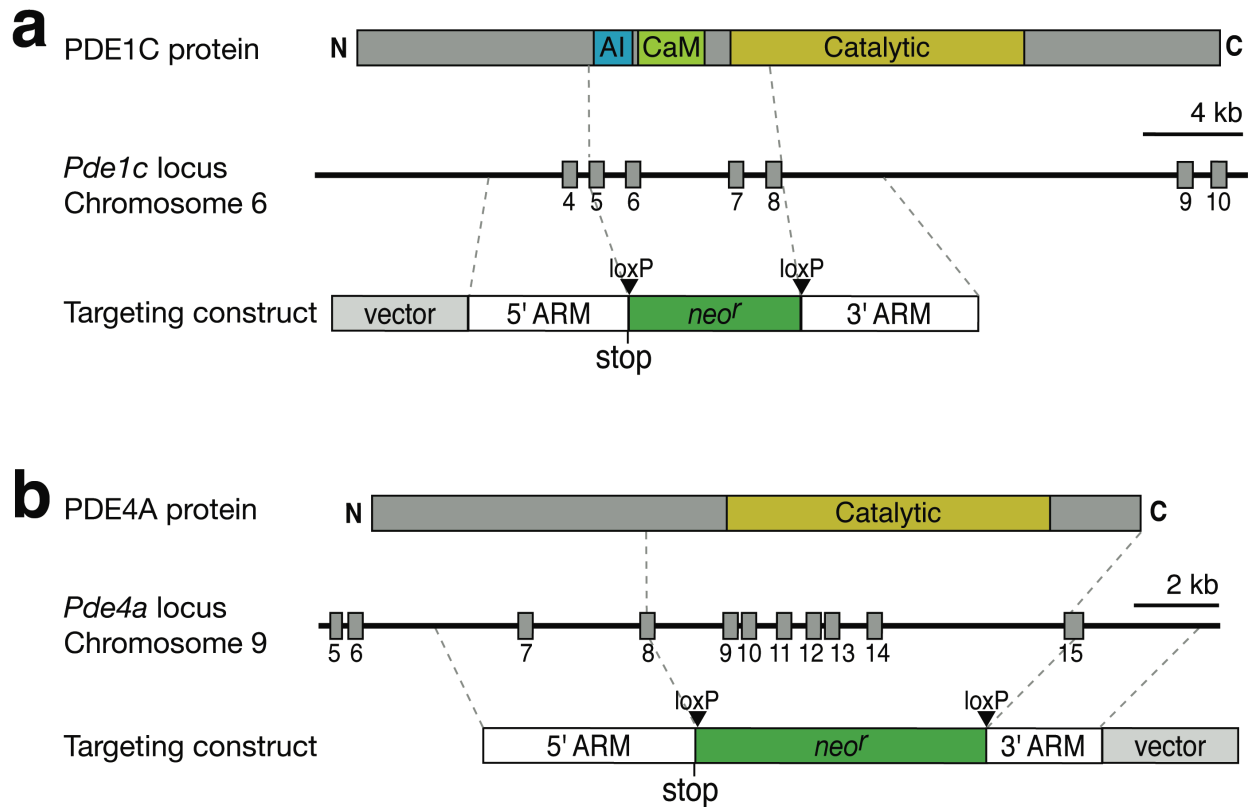 a
PDE1C protein
N AI CaM Catalytic C
4 kb
Pde1c locus
Chromosome 6
4 5 6 7 8 9 10
loxP loxP
Targeting construct
vector 5' ARM neor 3' ARM
stop
b
PDE4A protein
N Catalytic C
2 kb
Pde4a locus
Chromosome 9
5 6 7 8 9 10 11 12 13 14 15
loxP loxP
Targeting construct
5' ARM neor 3' ARM vector
stop